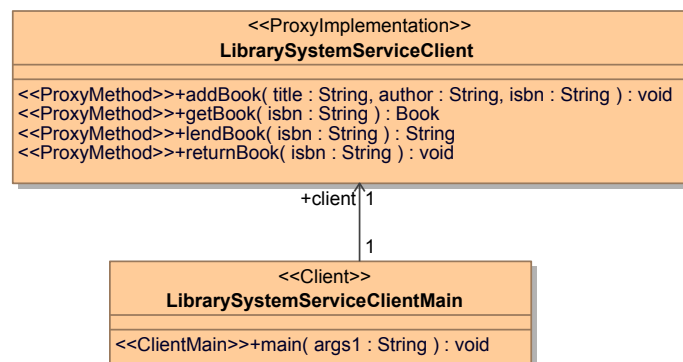 <<ProxyImplementation>>
LibrarySystemServiceClient
<<ProxyMethod>>+addBook( title : String, author : String, isbn : String ) : void
<<ProxyMethod>>+getBook( isbn : String ) : Book
<<ProxyMethod>>+lendBook( isbn : String ) : String
<<ProxyMethod>>+returnBook( isbn : String ) : void
+client 1
1
<<Client>>
LibrarySystemServiceClientMain
<<ClientMain>>+main( args1 : String ) : void